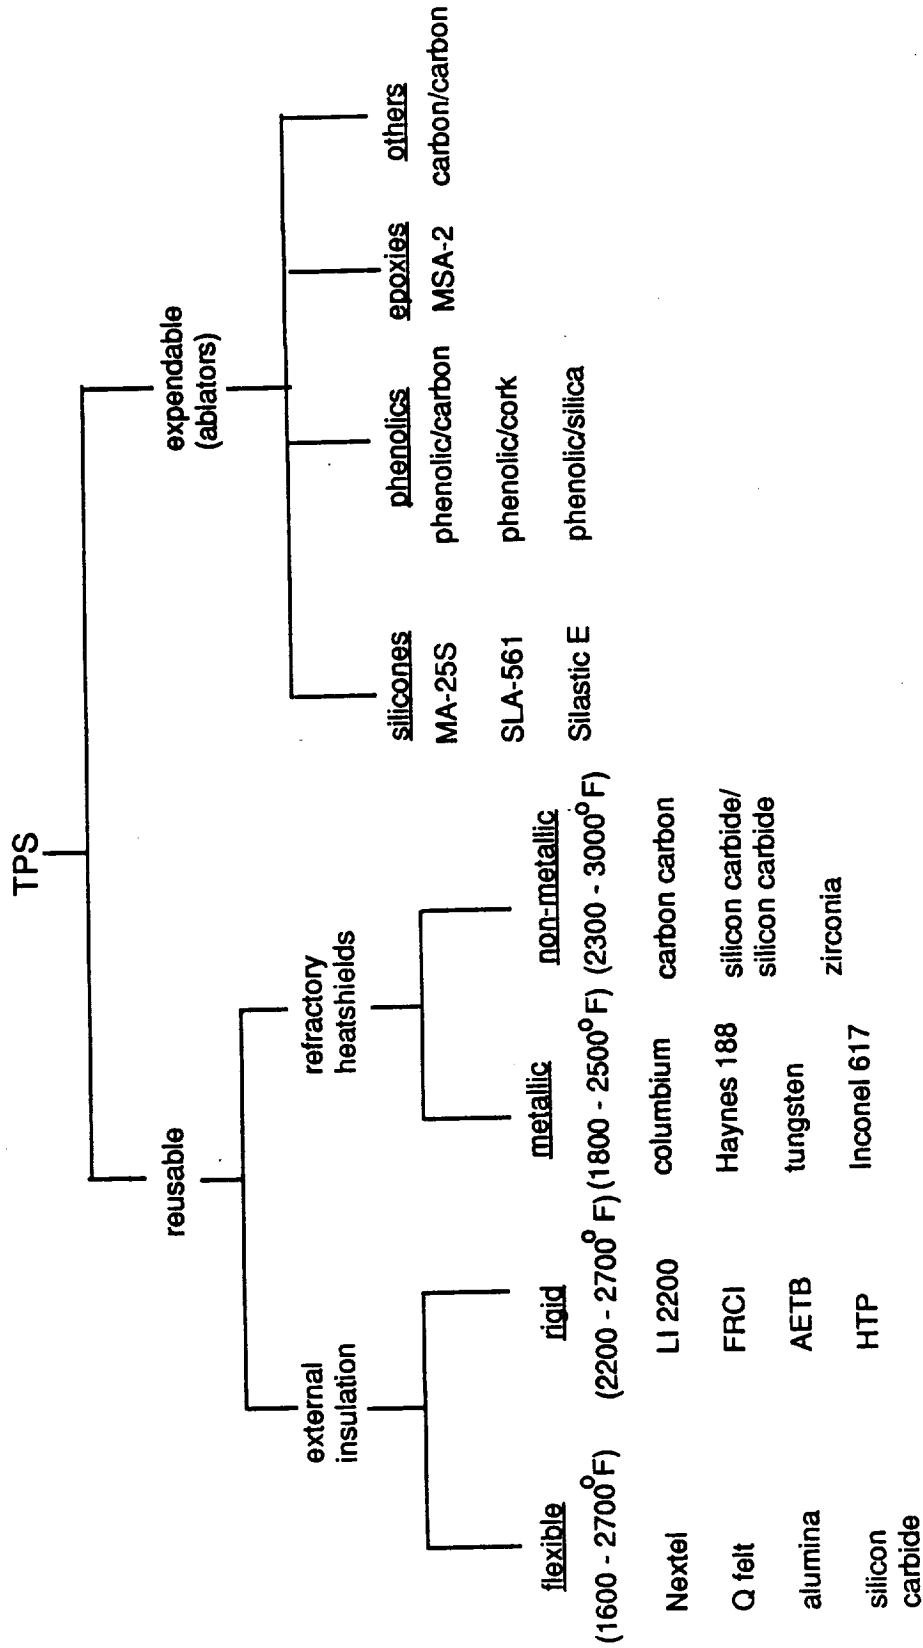 TPS
reusable
expendable
(ablators)
external
insulation
refractory
heatshields
flexible
(1600 - 2700°F)
Nextel
Q felt
alumina
silicon
carbide
rigid
(2200 - 2700° F)
LI 2200
FRCI
AETB
HTP
metallic
(1800 - 2500°F)
columbium
Haynes 188
tungsten
Inconel 617
non-metallic
(2300 - 3000°F)
carbon carbon
silicon carbide/
silicon carbide
zirconia
silicones
MA-25S
SLA-561
Silastic E
phenolics
phenolic/carbon
phenolic/cork
phenolic/silica
epoxies
MSA-2
others
carbon/carbon